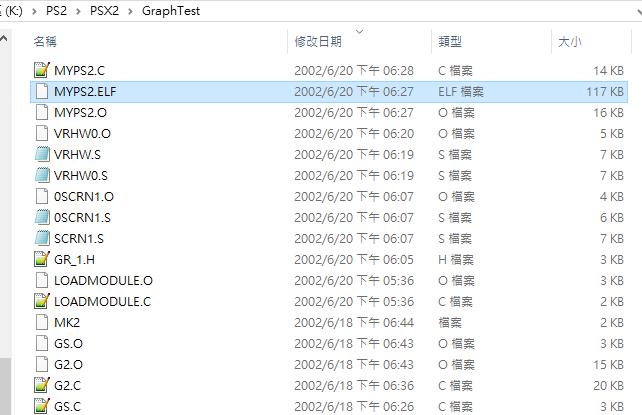 (K:) > PS2 > PSX2 > GraphTest
名稱 修改日期 類型 大小
MYPS2.C 2002/6/20 下午 06:28 C 檔案 14 KB
MYPS2.ELF 2002/6/20 下午 06:27 ELF 檔案 117 KB
MYPS2.O 2002/6/20 下午 06:27 O 檔案 16 KB
VRHW0.O 2002/6/20 下午 06:20 O 檔案 5 KB
VRHW.S 2002/6/20 下午 06:19 S 檔案 7 KB
VRHW0.S 2002/6/20 下午 06:19 S 檔案 7 KB
0SCRN1.O 2002/6/20 下午 06:07 O 檔案 4 KB
0SCRN1.S 2002/6/20 下午 06:07 S 檔案 6 KB
SCRN1.S 2002/6/20 下午 06:07 S 檔案 7 KB
GR_1.H 2002/6/20 下午 06:05 H 檔案 3 KB
LOADMODULE.O 2002/6/20 下午 05:36 O 檔案 3 KB
LOADMODULE.C 2002/6/20 下午 05:36 C 檔案 2 KB
MK2 2002/6/18 下午 06:44 檔案 2 KB
GS.O 2002/6/18 下午 06:43 O 檔案 3 KB
G2.O 2002/6/18 下午 06:43 O 檔案 15 KB
G2.C 2002/6/18 下午 06:36 C 檔案 20 KB
GS.C 2002/6/18 下午 06:26 C 檔案 3 KB